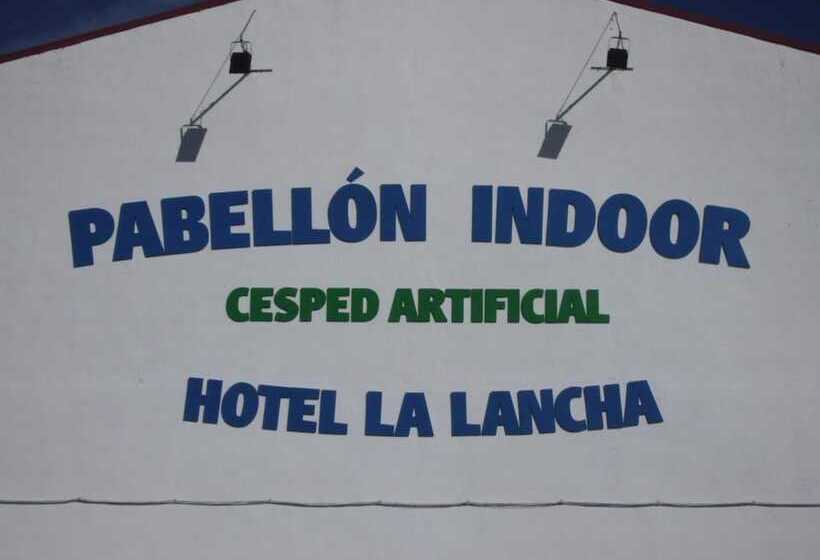 PABELLÓN INDOOR
CESPED ARTIFICIAL
HOTEL LA LANCHA